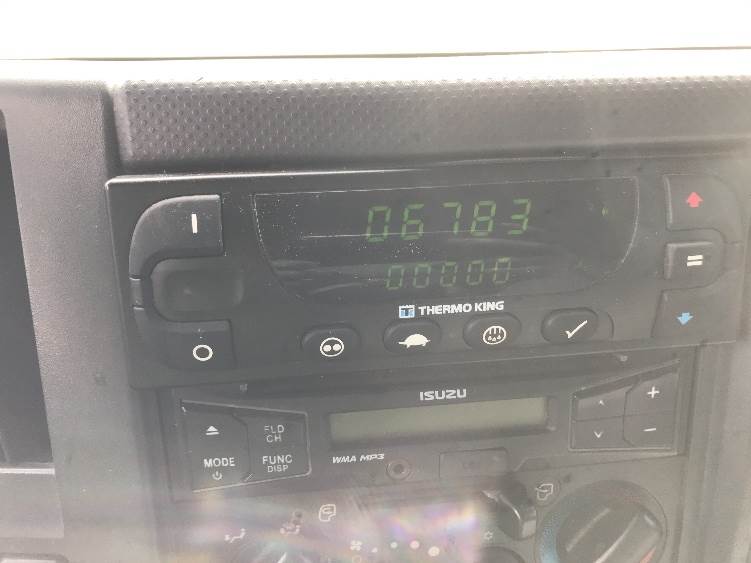 06783
00000
THERMO KING
ISUZU
FLD
CH
MODE
FUNC
DISP
WMA MP3